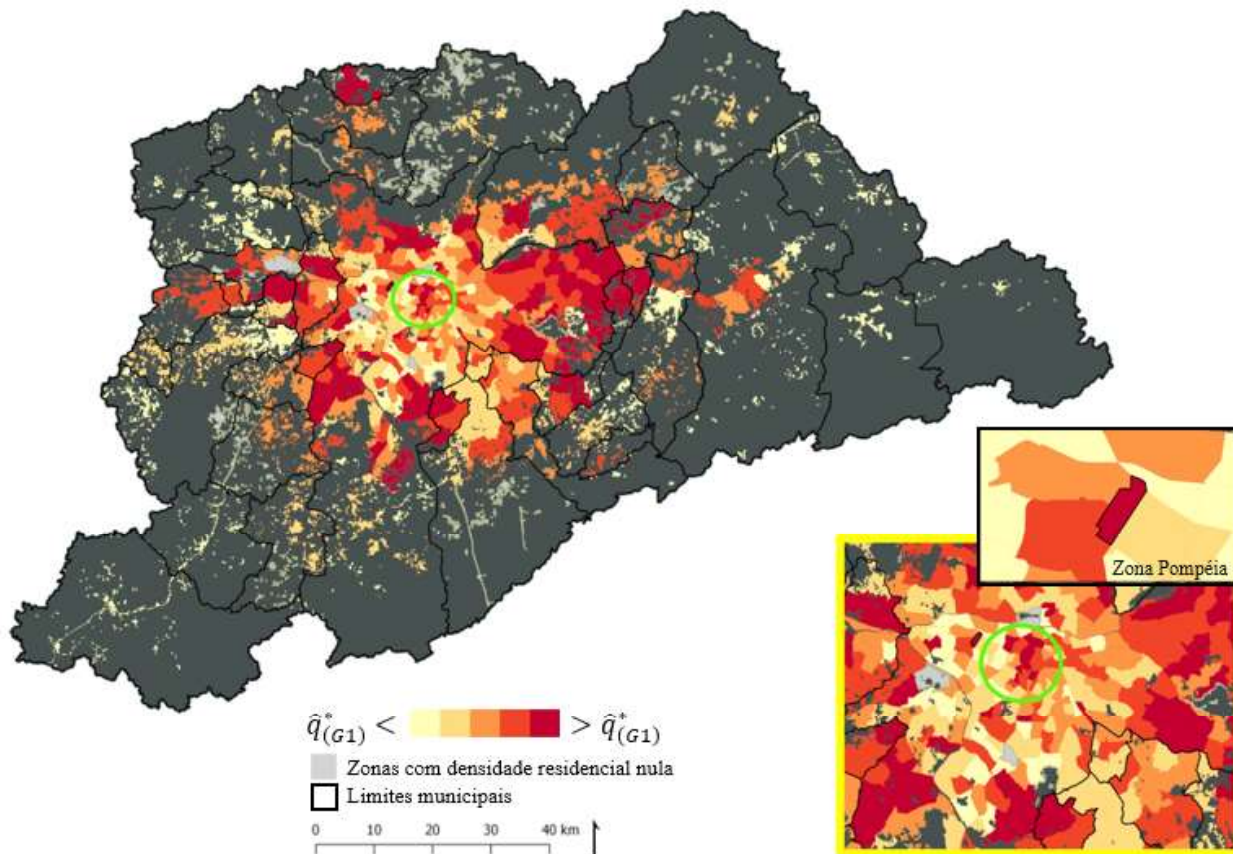 Zona Pompéia
q̂*(G1) < > q̂*(G1)
Zonas com densidade residencial nula
Limites municipais
0 10 20 30 40 km